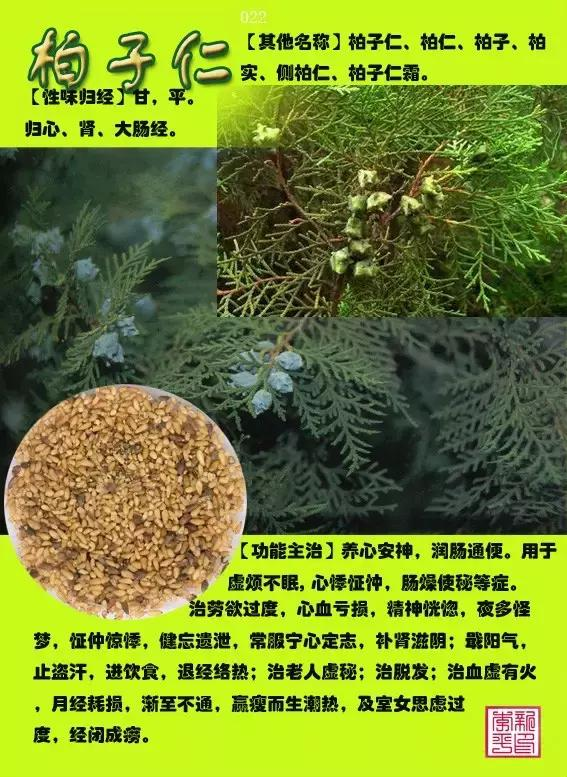 022
柏子仁
【其他名称】柏子仁、柏仁、柏子、柏
实、侧柏仁、柏子仁霜。
【性味归经】甘，平。
归心、肾、大肠经。
【功能主治】养心安神，润肠通便。用于
虚烦不眠,心悸怔忡，肠燥使秘等症。
治劳欲过度，心血亏损，精神恍惚，夜多怪
梦，怔仲惊悸，健忘遗泄，常服宁心定志，补肾滋阴；戢阳气，
止盗汗，进饮食，退经络热；治老人虚秘；治脱发；治血虚有火
，月经耗损，渐至不通，羸瘦而生潮热，及室女思虑过
度，经闭成痨。